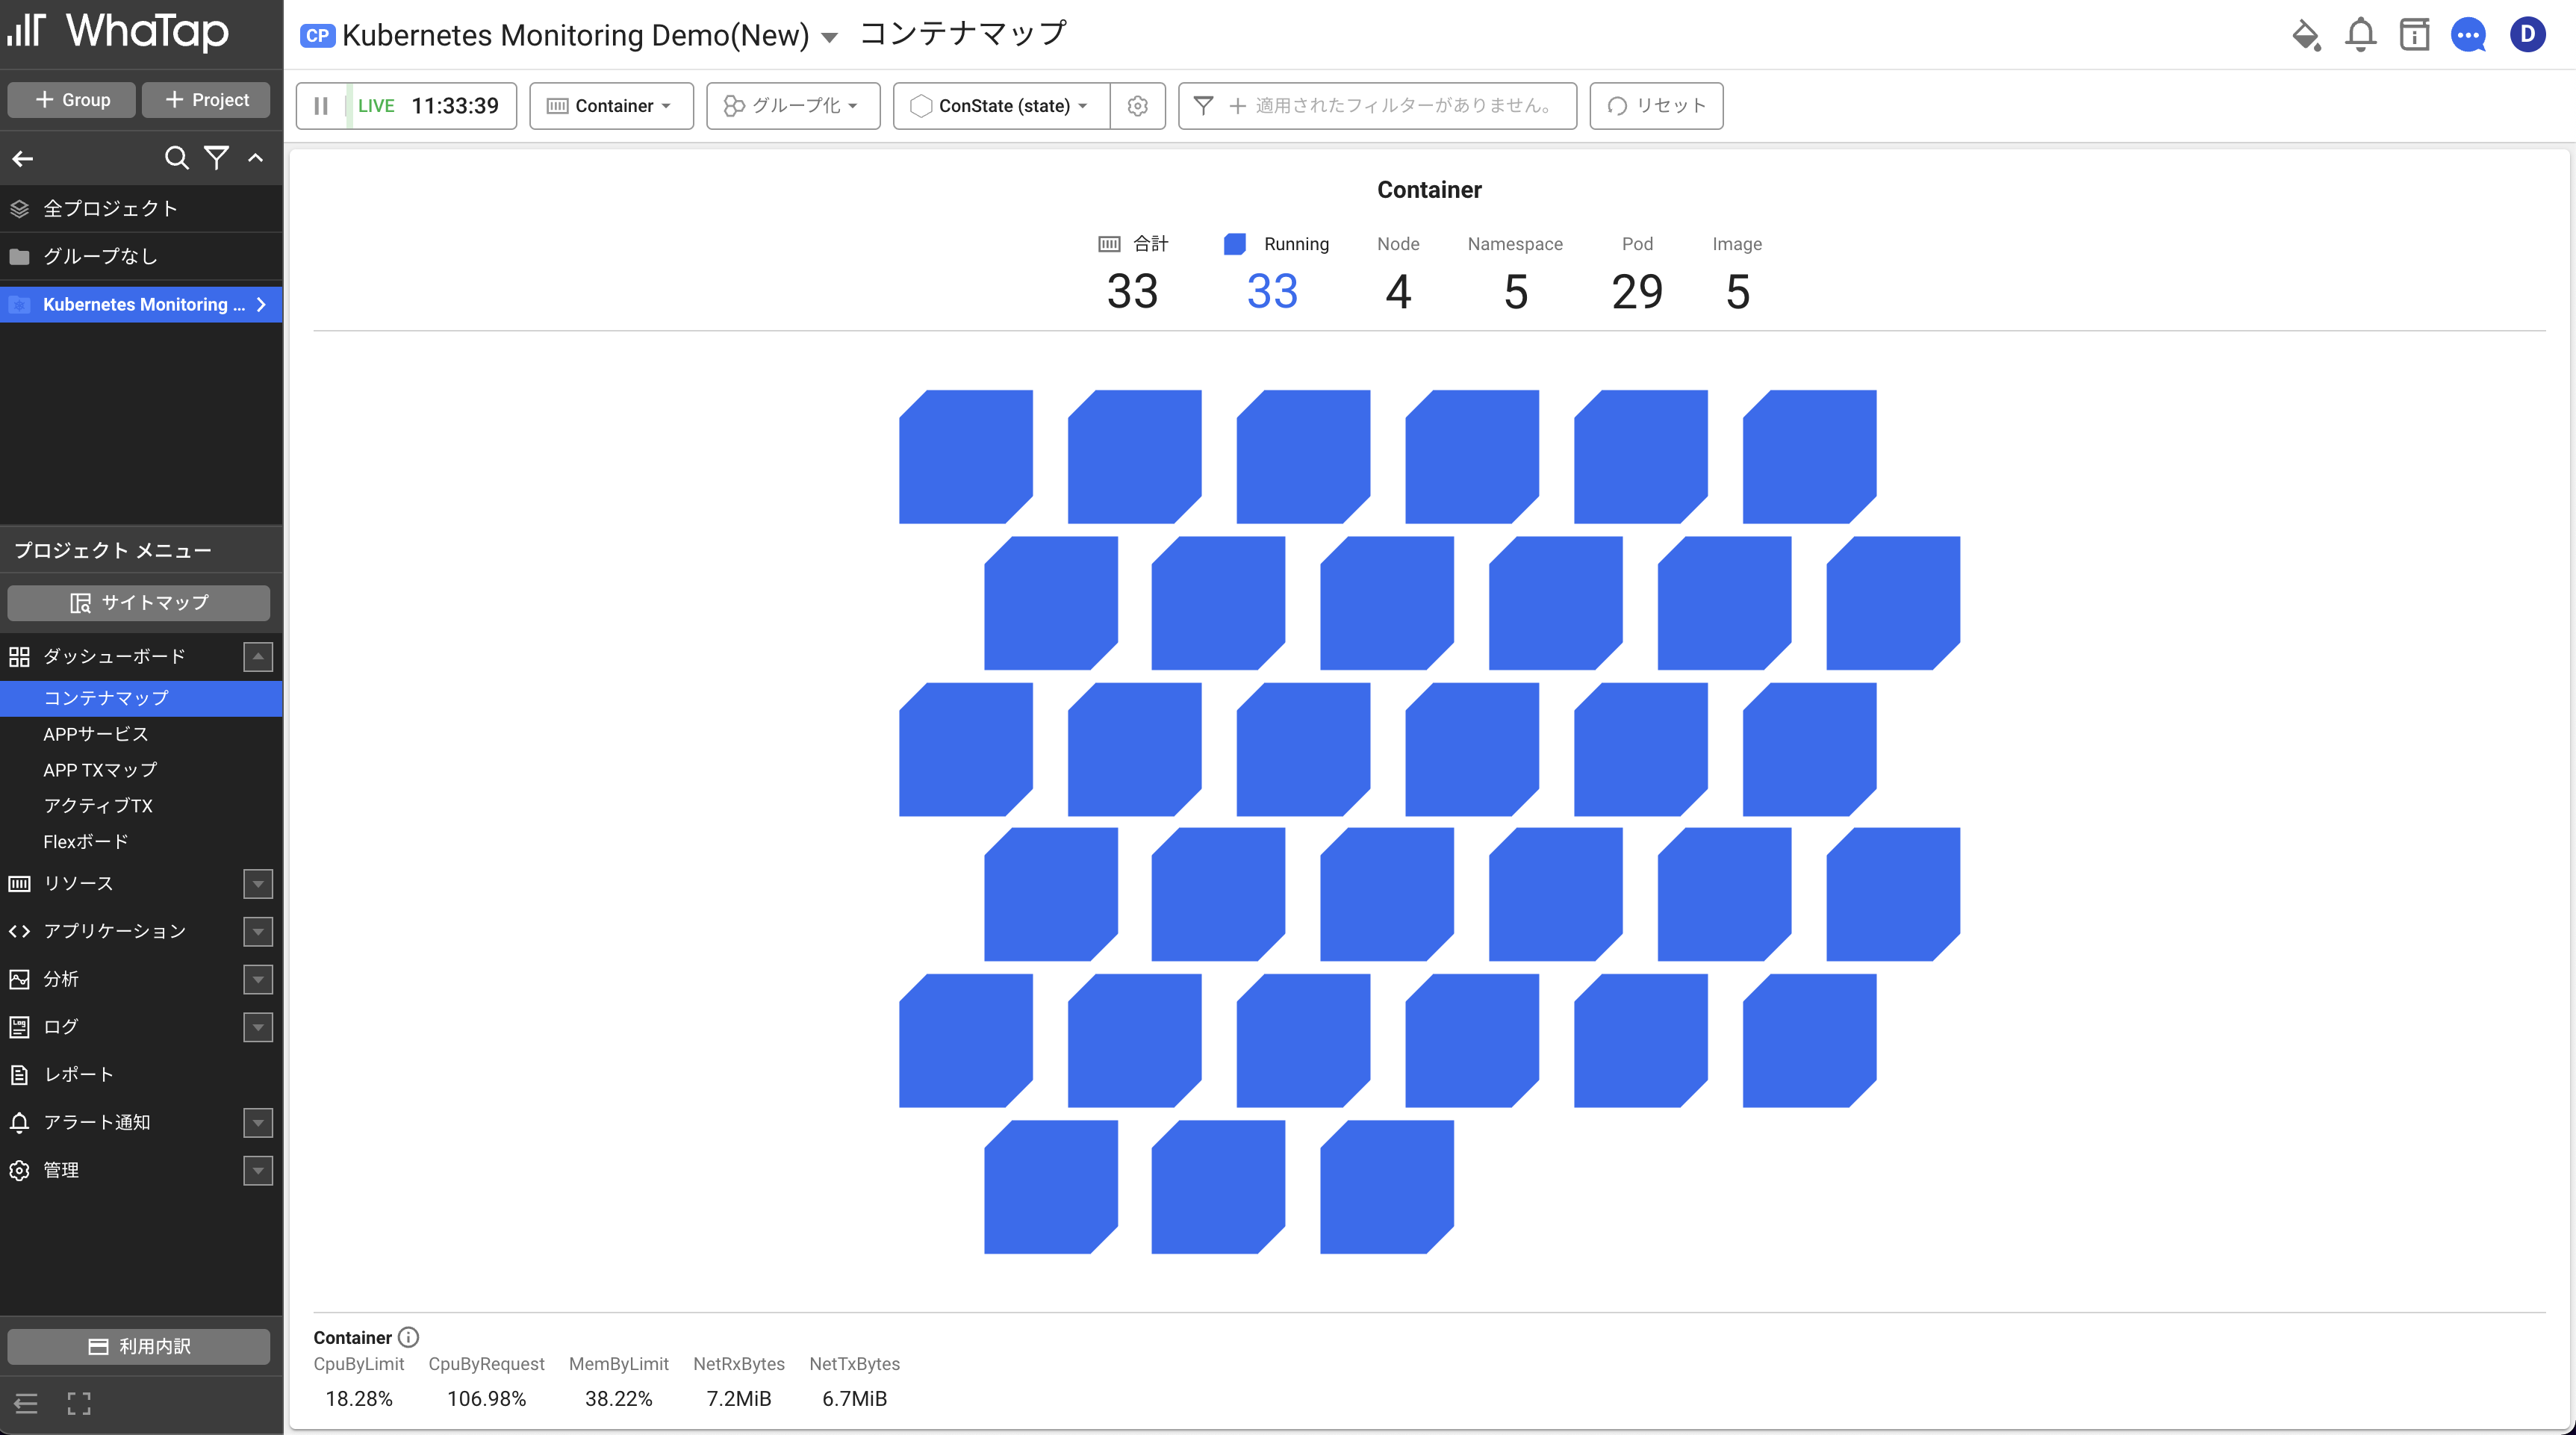 WhaTap
CP Kubernetes Monitoring Demo(New) コンテナマップ
D
Group
Project
LIVE 11:33:39
Container
グループ化
ConState (state)
適用されたフィルターがありません。
リセット
全プロジェクト
グループなし
Kubernetes Monitoring ...
プロジェクト メニュー
サイトマップ
ダッシューボード
コンテナマップ
APPサービス
APP TXマップ
アクティブTX
Flexボード
リソース
アプリケーション
分析
Log
ログ
レポート
アラート通知
管理
利用内訳
Container
合計 Running Node Namespace Pod Image
33 33 4 5 29 5
Container
CpuByLimit CpuByRequest MemByLimit NetRxBytes NetTxBytes
18.28% 106.98% 38.22% 7.2MiB 6.7MiB